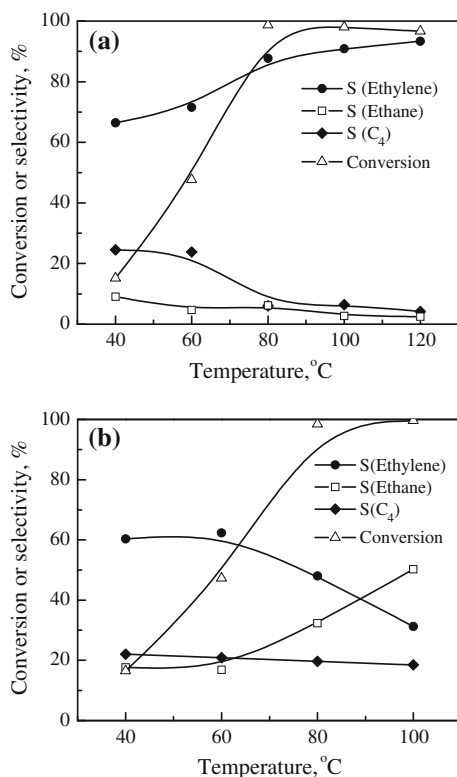 (a)
100
80
60
40
20
0
Conversion or selectivity, %
S (Ethylene)
S (Ethane)
S (C₄)
Conversion
40 60 80 100 120
Temperature,°C
(b)
100
80
60
40
20
0
Conversion or selectivity, %
S(Ethylene)
S(Ethane)
S(C₄)
Conversion
40 60 80 100
Temperature,°C